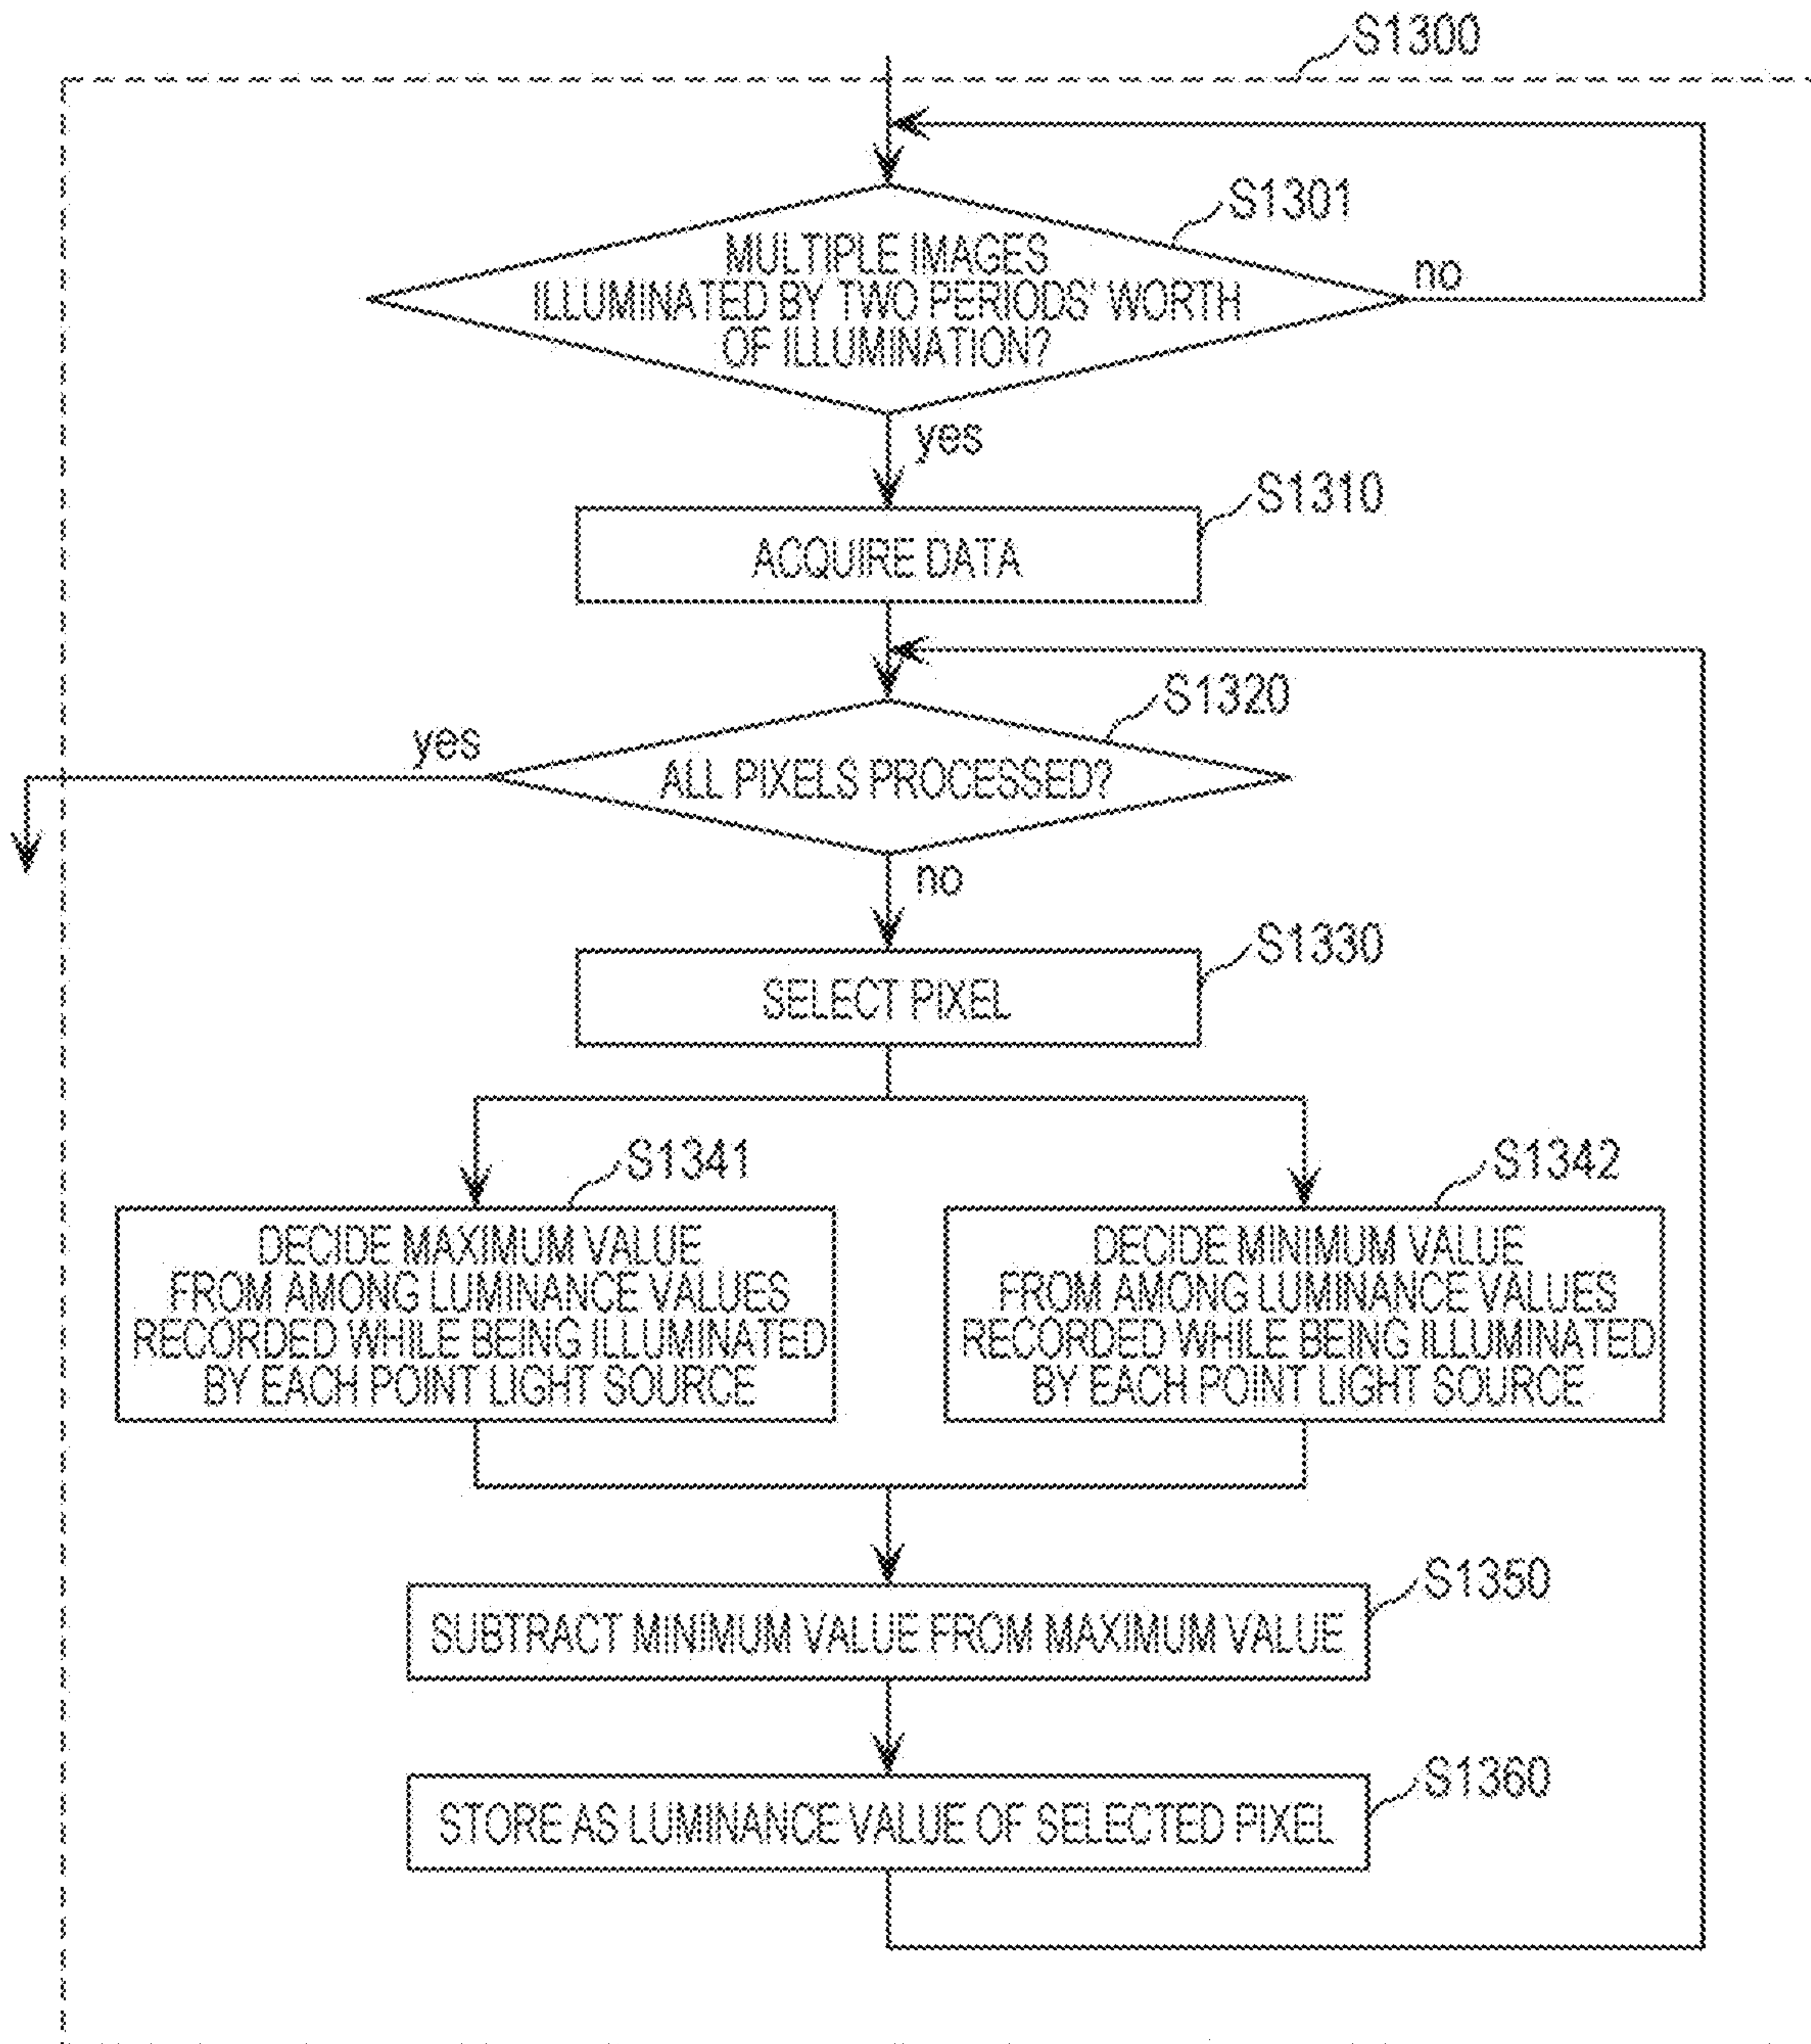 S1300
S1301
MULTIPLE IMAGES
ILLUMINATED BY TWO PERIODS' WORTH
OF ILLUMINATION?
no
yes
S1310
ACQUIRE DATA
S1320
yes
ALL PIXELS PROCESSED?
no
S1330
SELECT PIXEL
S1341
DECIDE MAXIMUM VALUE
FROM AMONG LUMINANCE VALUES
RECORDED WHILE BEING ILLUMINATED
BY EACH POINT LIGHT SOURCE
S1342
DECIDE MINIMUM VALUE
FROM AMONG LUMINANCE VALUES
RECORDED WHILE BEING ILLUMINATED
BY EACH POINT LIGHT SOURCE
S1350
SUBTRACT MINIMUM VALUE FROM MAXIMUM VALUE
S1360
STORE AS LUMINANCE VALUE OF SELECTED PIXEL